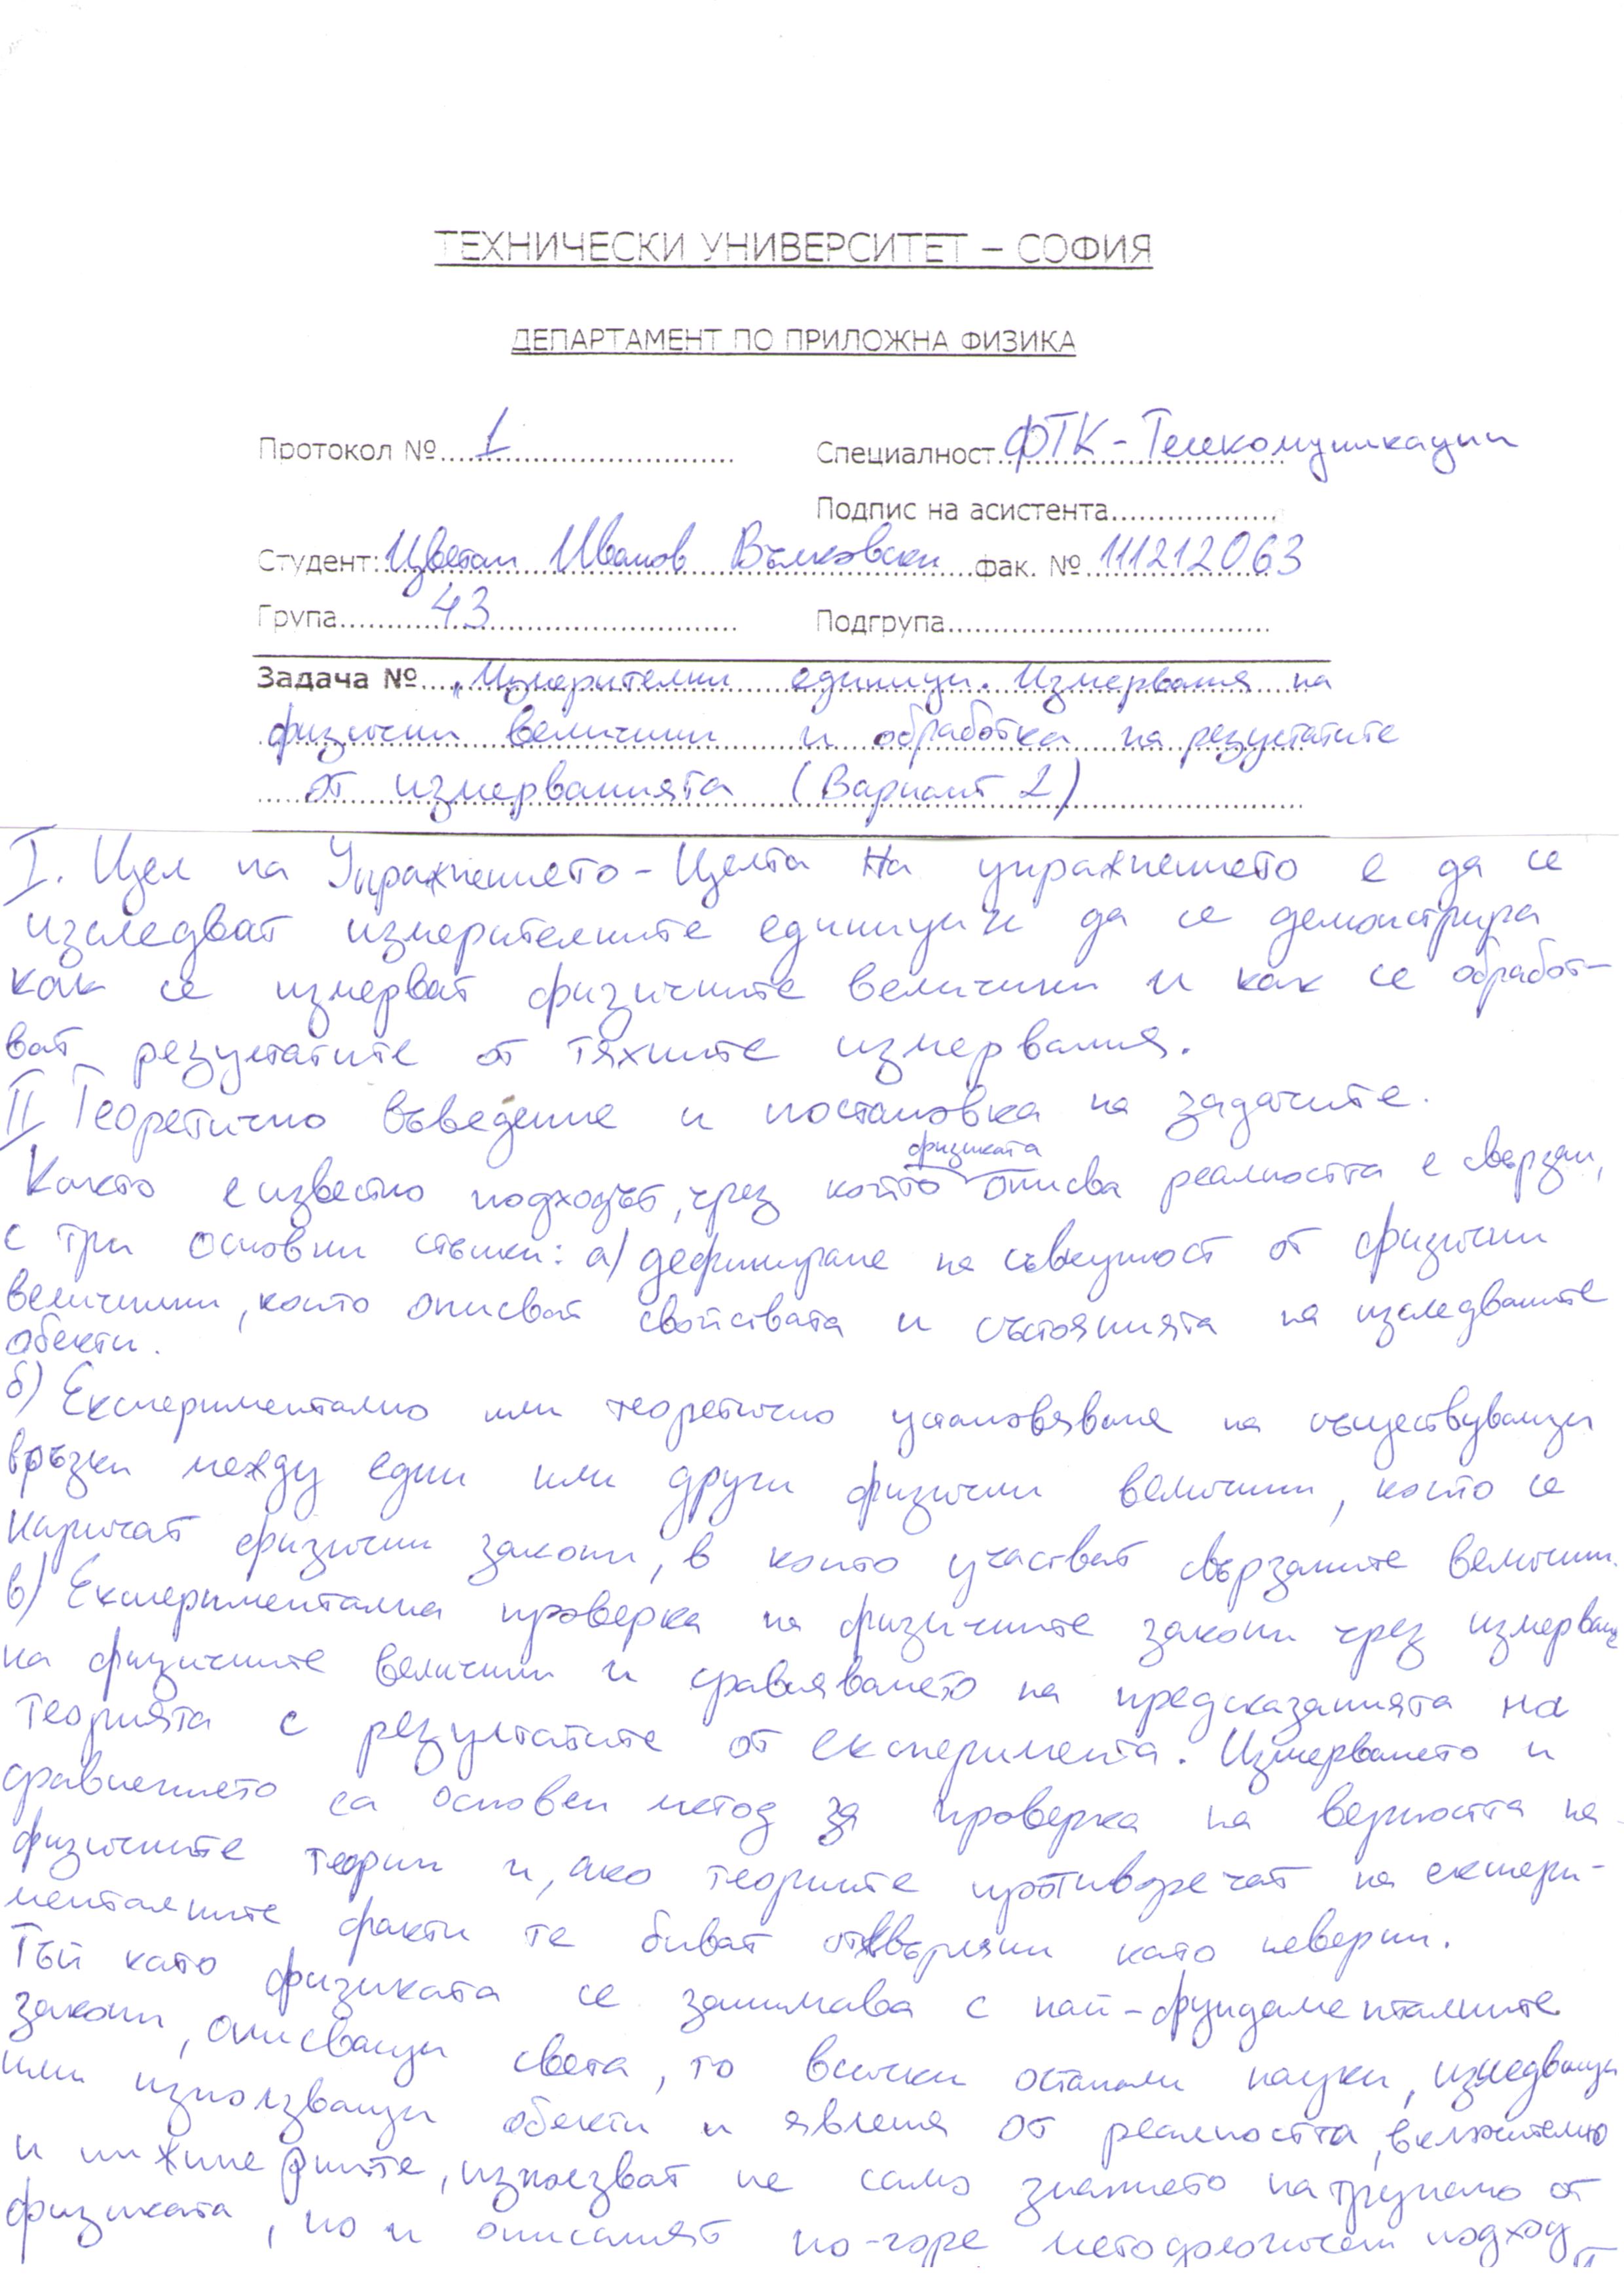 ТЕХНИЧЕСКИ УНИВЕРСИТЕТ – СОФИЯ
ДЕПАРТАМЕНТ ПО ПРИЛОЖНА ФИЗИКА
Протокол №....1.... Специалност ФТК - Телекомуникации
Подпис на асистента....................
Студент: Цветан Иванов Вълковски фак. № 111212063
Група....43.... Подгрупа....................
Задача №.... „Измерителни единици. Измервания на
физични величини и обработка на резултатите
от измерванията (Вариант 2)
I. Цел на Упражнението - Целта На упражнението е да се
изследват измерителните единици и да се демонстрира
как се измерват физичните величини и как се обработ-
ват резултатите от тяхните измервания.
II Теоретично въведение и постановка на задачите.
физиката
Както е известно подходът, чрез който описва реалността е свързан,
с три основни стъпки: а) дефиниране на съвкупност от физични
величини, които описват свойствата и състоянията на изследваните
обекти.
б) Експериментално или теоретично установяване на съществуващи
връзки между едни или други физични величини, които се
наричат физични закони, в които участват свързаните величини.
в) Експериментална проверка на физичните закони чрез измерване
на физичните величини и сравняването на предсказанията на
теорията с резултатите от експеримента. Измерването и
сравнението са основен метод за проверка на верността на
физичните теории и, ако теориите противоречат на експери-
менталните факти те биват отхвърляни като неверни.
Тъй като физиката се занимава с най-фундаменталните
закони, описващи света, то всички останали науки, изследващи
или използващи обекти и явления от реалността, включително
и инженерните, използват не само знанието натрупано от
физиката, но и описаният по-горе методологичен подход